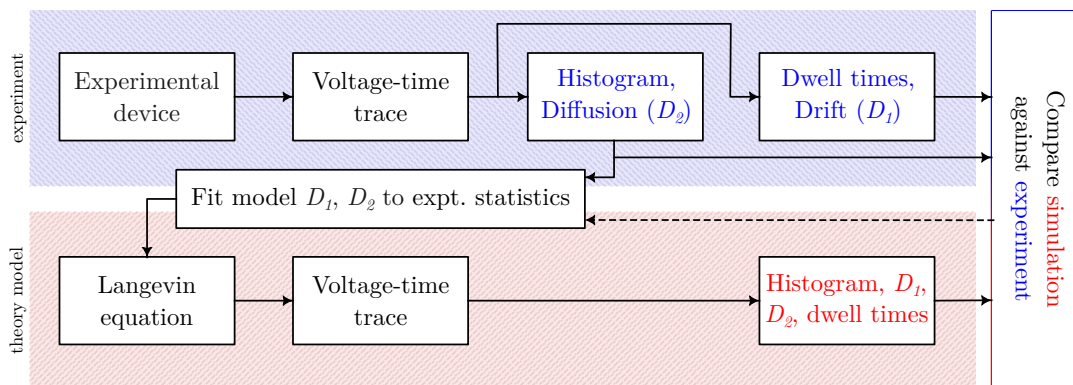 experiment
Experimental
device
Voltage-time
trace
Histogram,
Diffusion (D₂)
Dwell times,
Drift (D₁)
Fit model D₁, D₂ to expt. statistics
theory model
Langevin
equation
Voltage-time
trace
Histogram, D₁,
D₂, dwell times
Compare simulation
against experiment